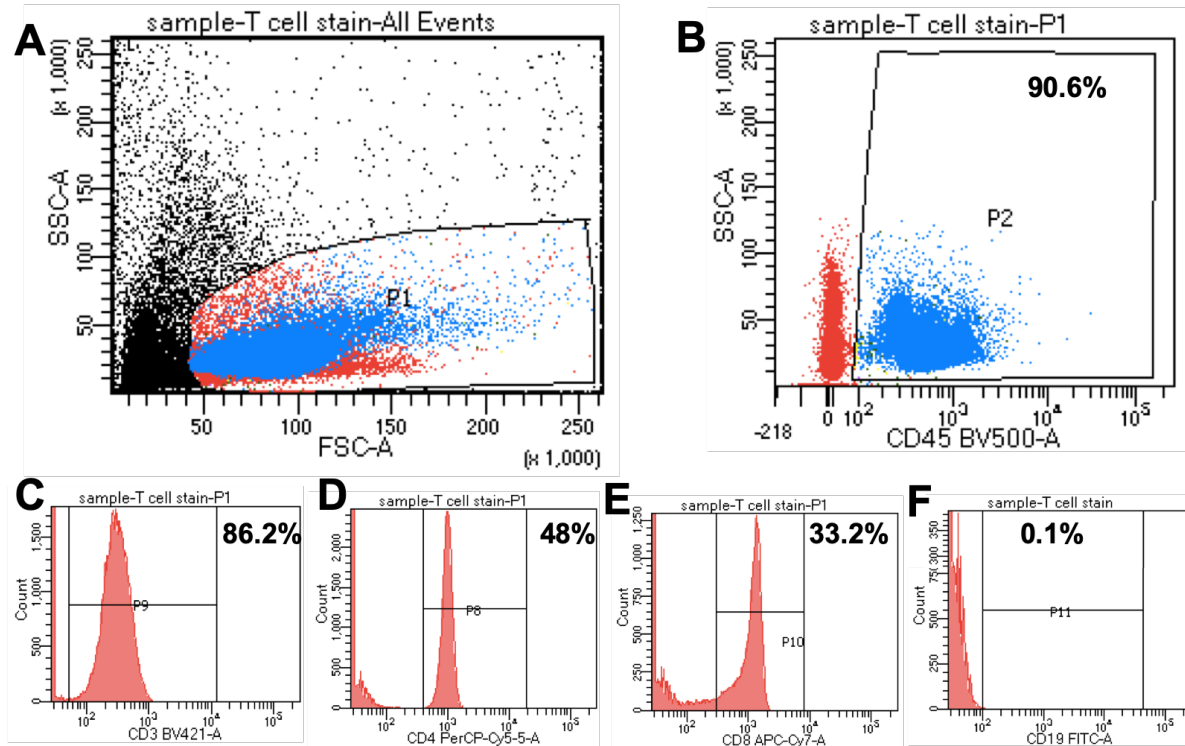 A
sample-T cell stain-All Events
(x 1,000)
250
200
150
100
50
SSC-A
P1
50 100 150 200 250
FSC-A
(x 1,000)
B
sample-T cell stain-P1
(x 1,000)
250
200
150
100
50
SSC-A
90.6%
P2
-218
0 10² 10³ 10⁴ 10⁵
CD45 BV500-A
C
sample-T cell stain-P1
86.2%
Count
1,500
1,000
500
0
P9
10² 10³ 10⁴ 10⁵
CD3 BV421-A
D
sample-T cell stain-P1
48%
Count
2,000
1,500
1,000
500
0
P8
10² 10³ 10⁴ 10⁵
CD4 PerCP-Cy5-5-A
E
sample-T cell stain-P1
33.2%
Count
1,250
1,000
750
500
250
0
P10
10² 10³ 10⁴ 10⁵
CD8 APC-Cy7-A
F
sample-T cell stain
0.1%
Count
350
300
500
250
0
P11
10² 10³ 10⁴ 10⁵
CD19 FITC-A